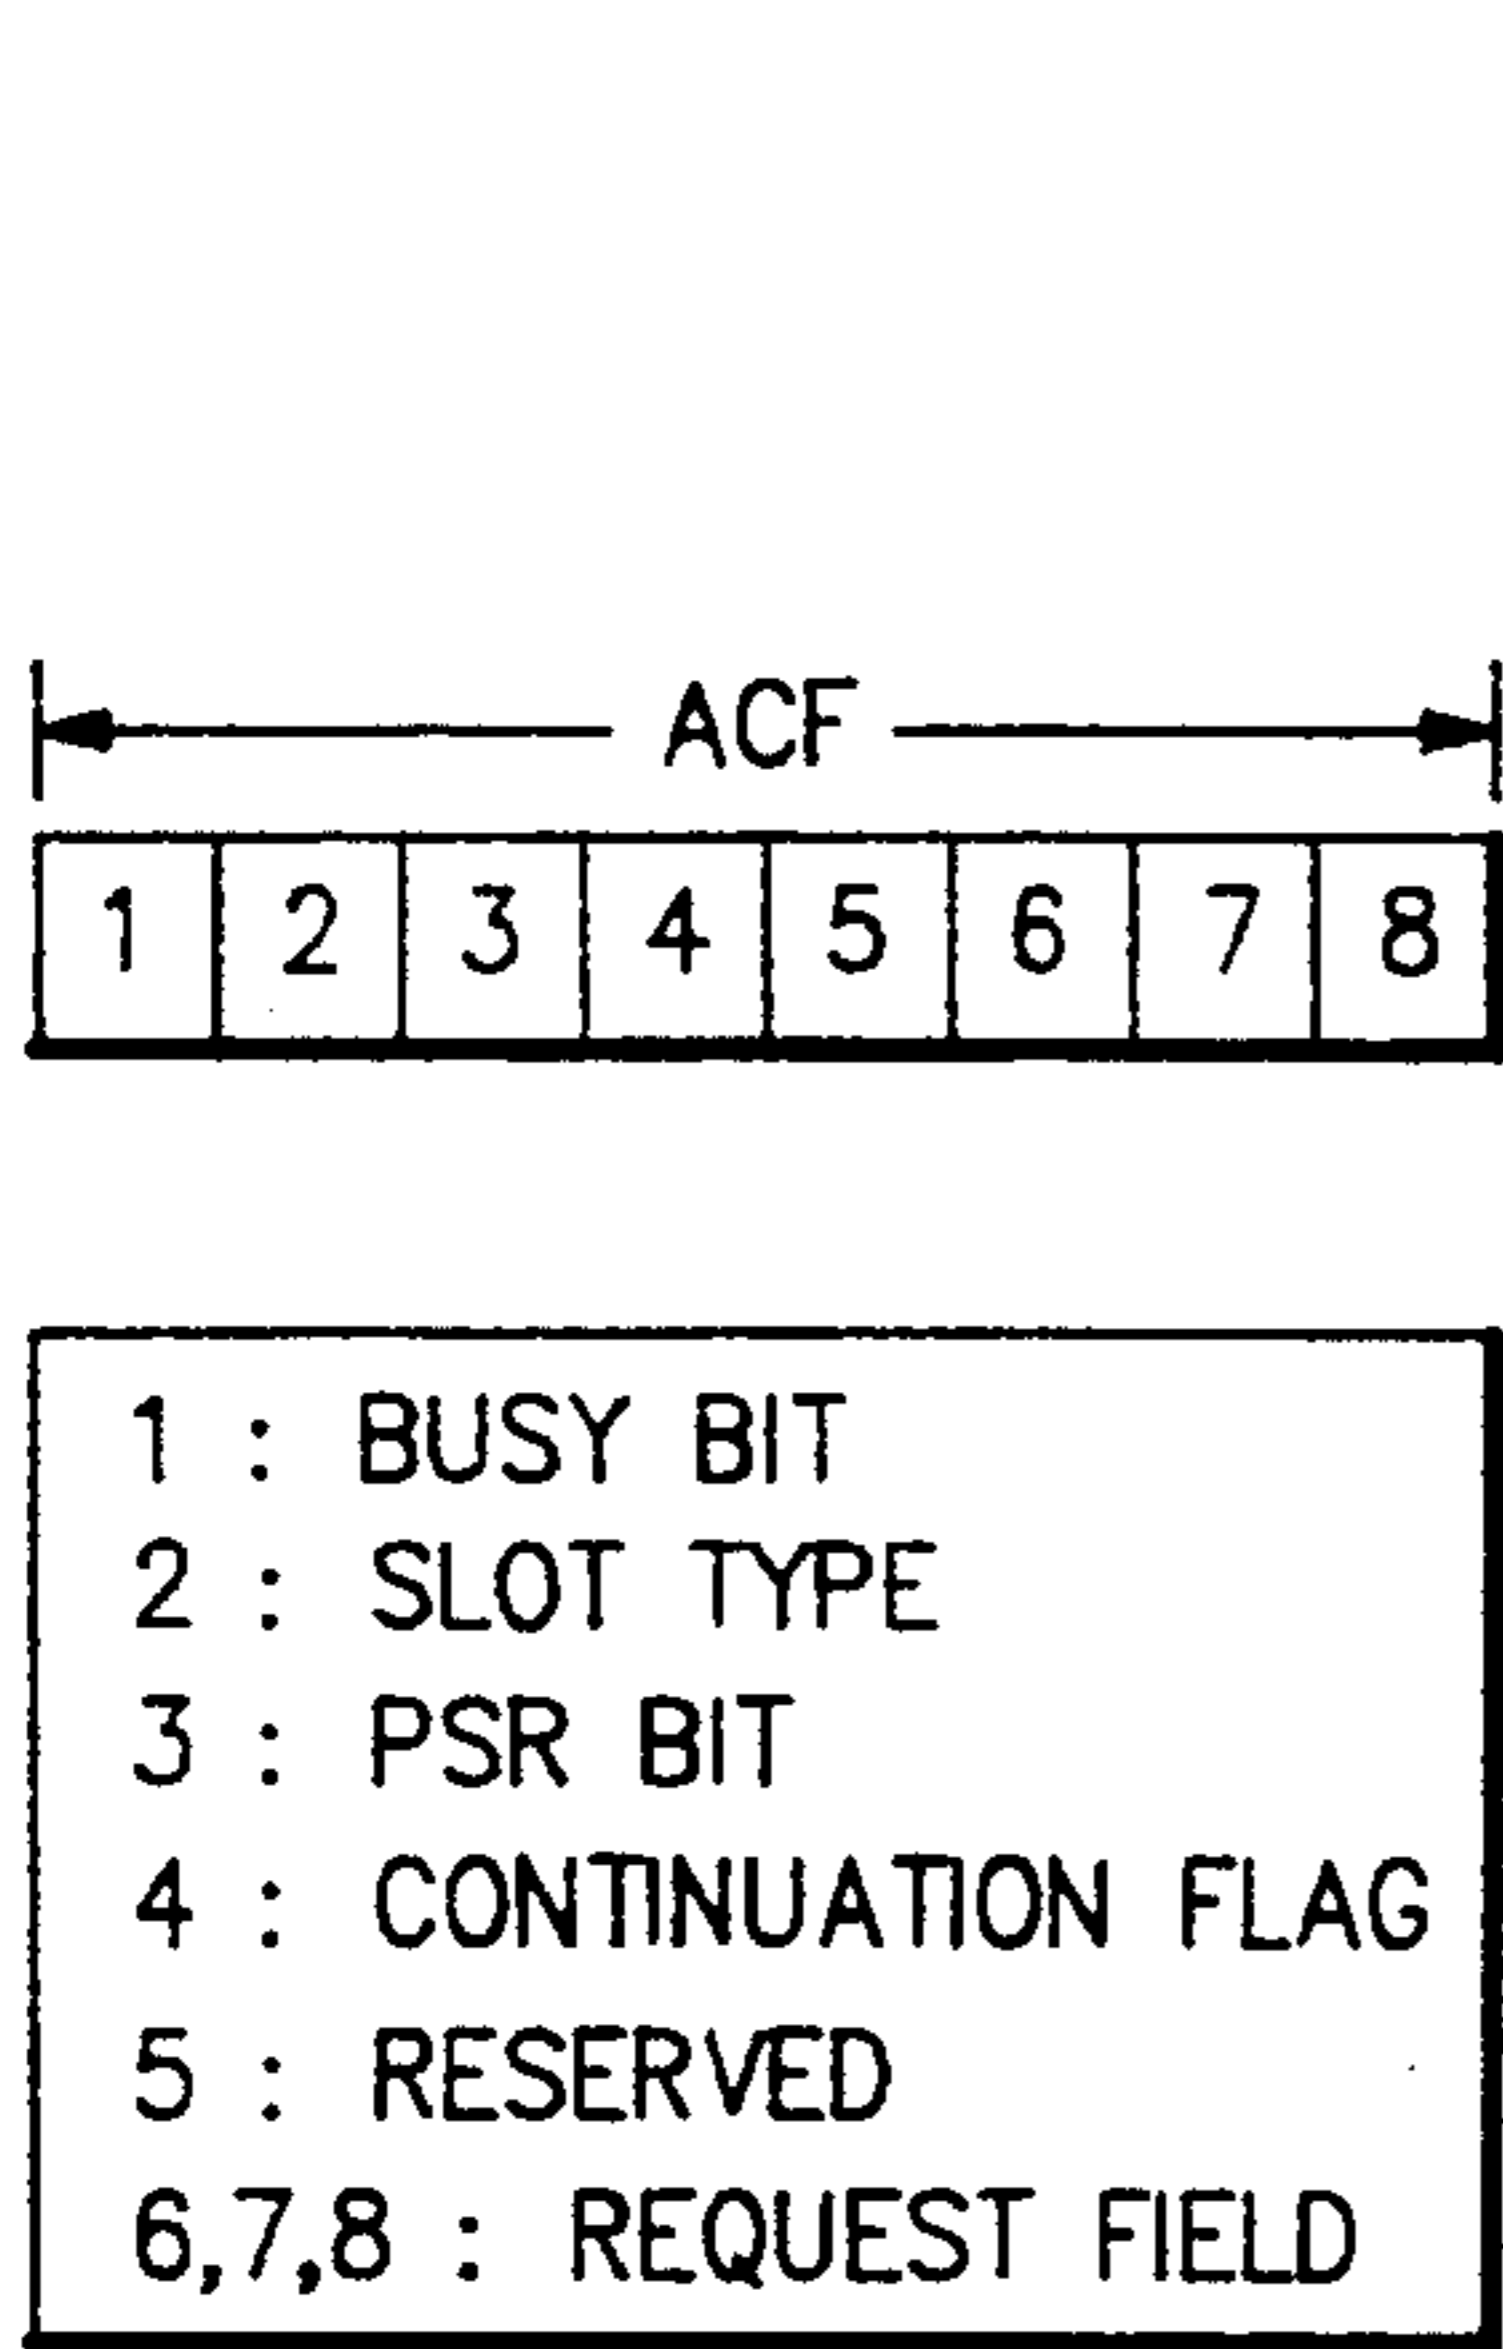 ACF
1 2 3 4 5 6 7 8
1 : BUSY BIT
2 : SLOT TYPE
3 : PSR BIT
4 : CONTINUATION FLAG
5 : RESERVED
6,7,8 : REQUEST FIELD